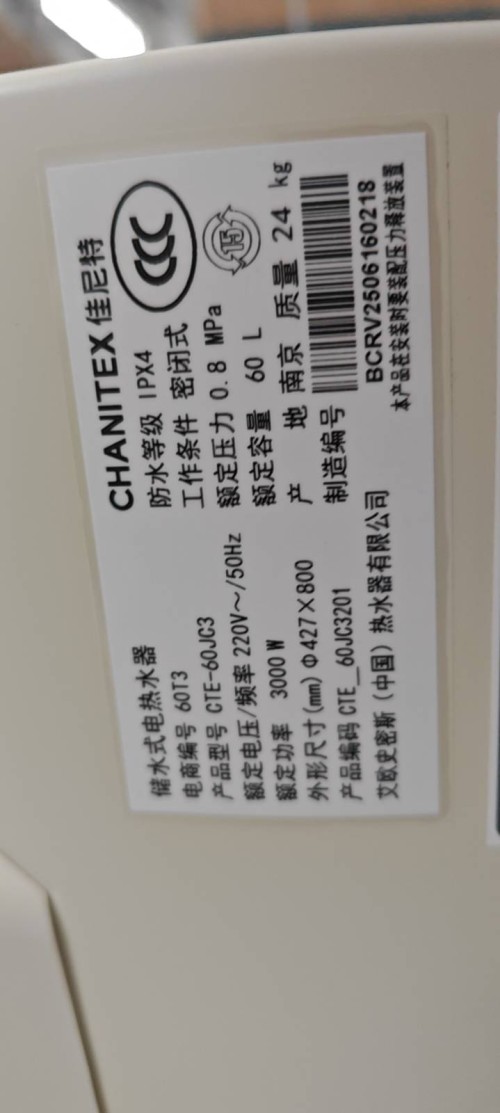 CHANITEX 佳尼特
储水式电热水器
电商编号 60T3
产品型号 CTE-60JC3
额定电压/频率 220V～/50Hz
额定功率 3000 W
外形尺寸(mm) Φ427×800
产品编码 CTE_60JC3201
艾欧史密斯（中国）热水器有限公司
防水等级 IPX4
工作条件 密闭式
额定压力 0.8 MPa
额定容量 60 L
产 地 南京 质量 24 kg
制造编号
BCRV2506160218
本产品在安装时要装配压力释放装置
CCC
15